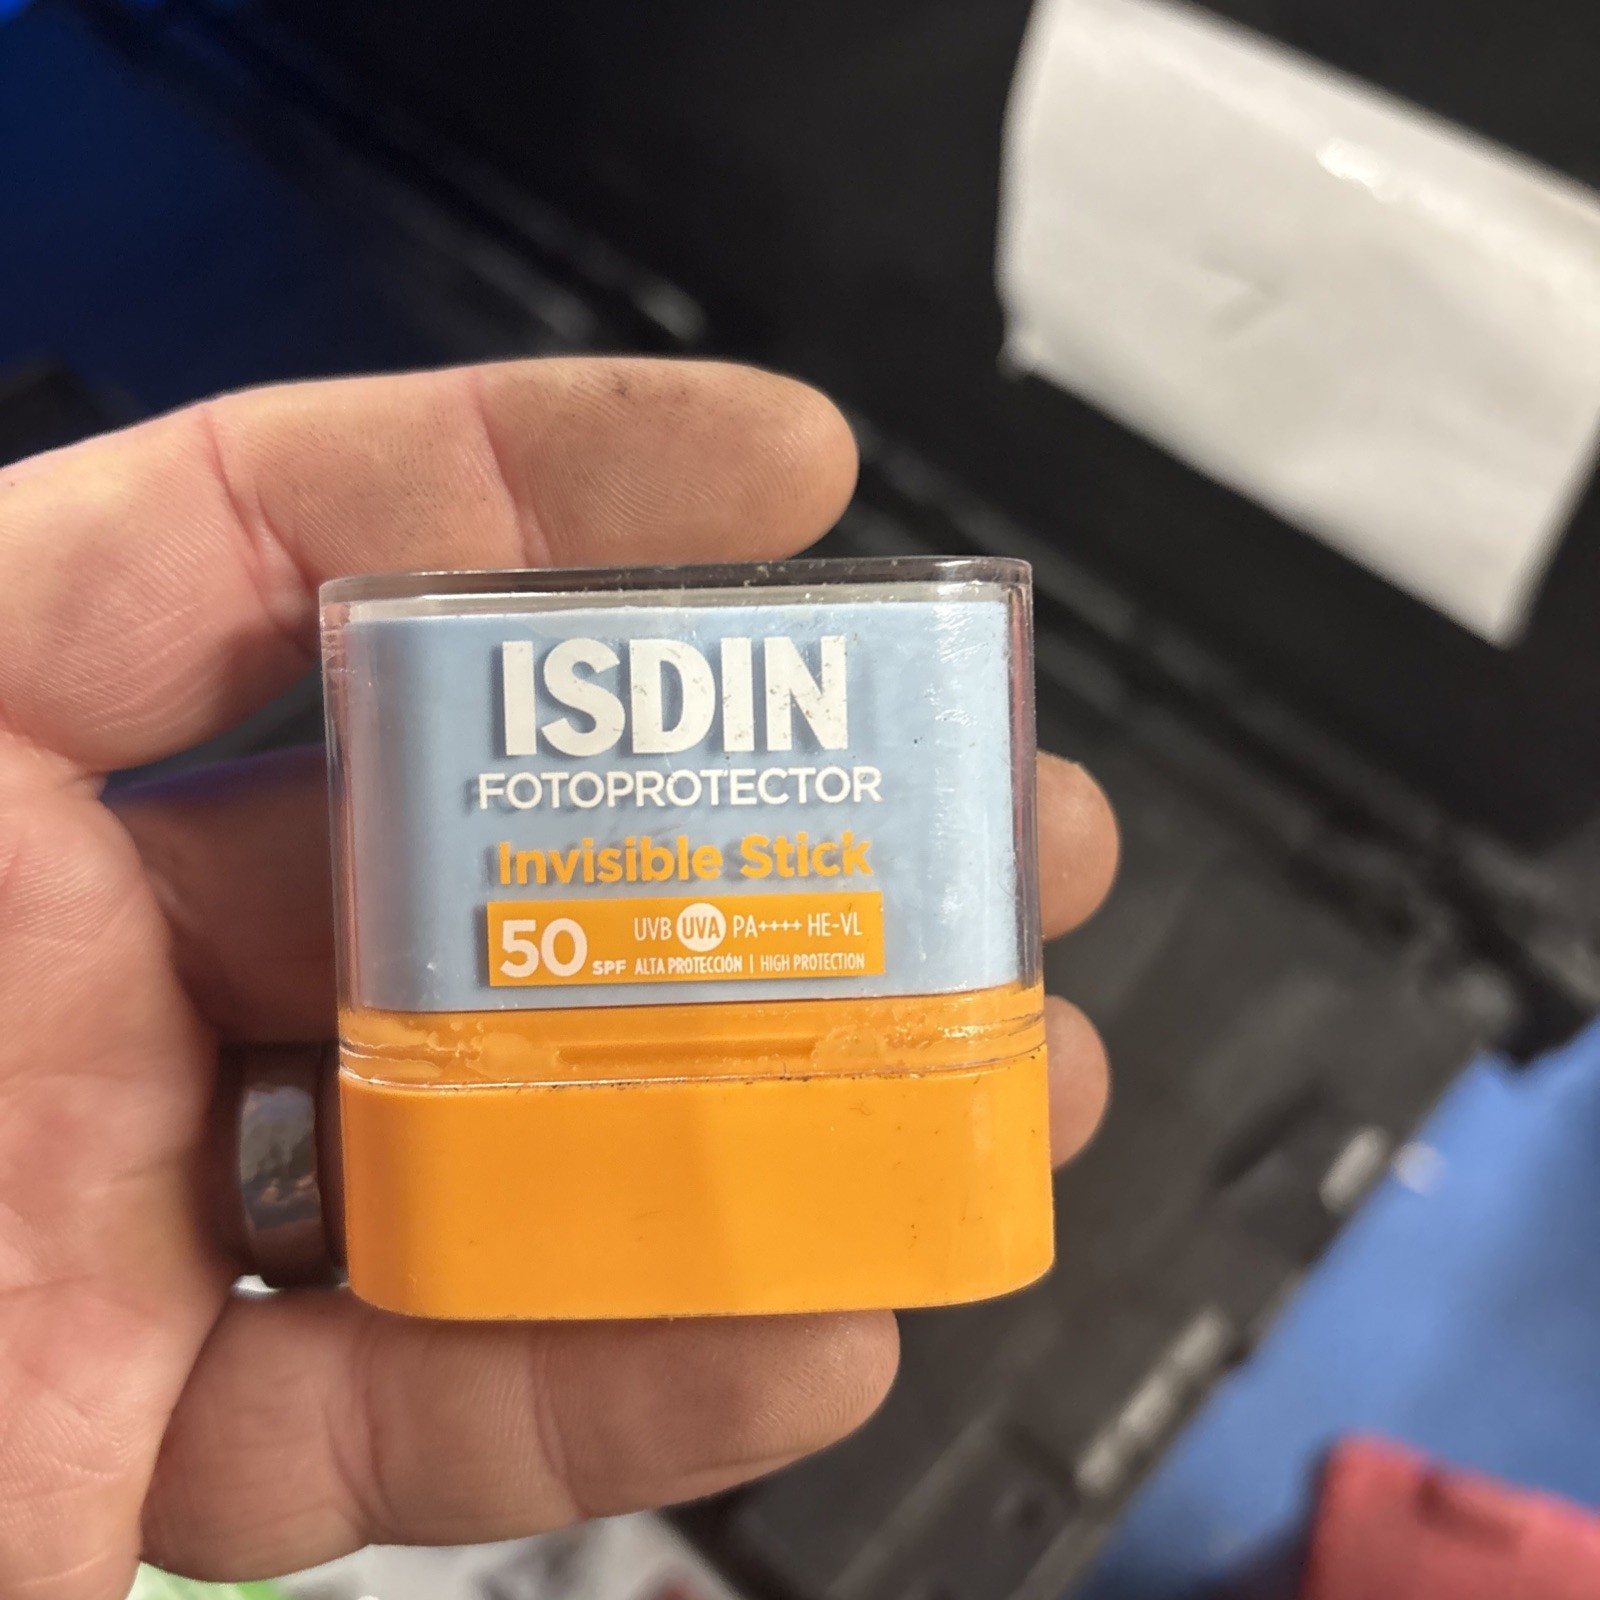 ISDIN
FOTOPROTECTOR
Invisible Stick
50 SPF UVB UVA PA++++ HE-VL
ALTA PROTECCIÓN | HIGH PROTECTION